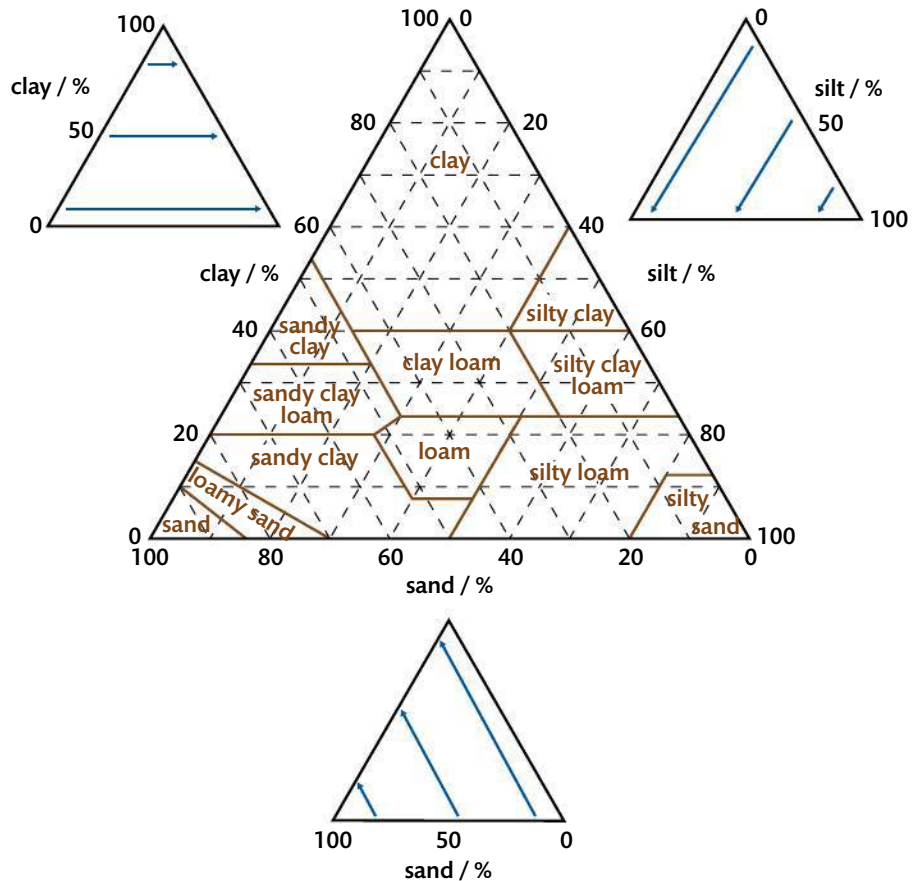 100
clay / %
50
0
100 0
80
20
clay
60
40
clay / %
silt / %
40
60
sandy
clay
silty clay
clay loam
silty clay
loam
sandy clay
loam
20
80
sandy clay
loam
silty loam
loamy sand
sand
silty
sand
0
100
100
80
60
40
20
0
sand / %
0
silt / %
50
100
100
50
0
sand / %